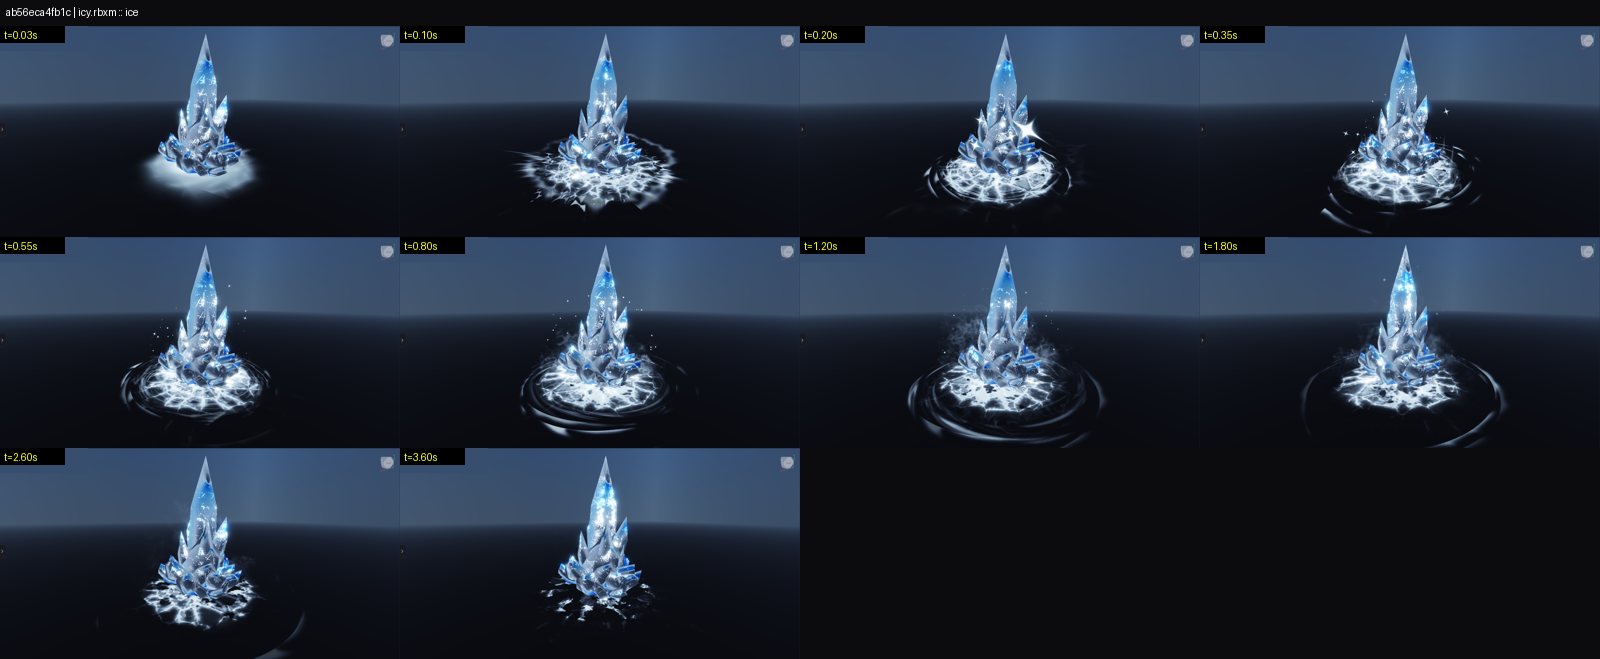 ab56eca4fb1c | icy.rbxm :: ice
t=0.03s
t=0.10s
t=0.20s
t=0.35s
t=0.55s
t=0.80s
t=1.20s
t=1.80s
t=2.60s
t=3.60s